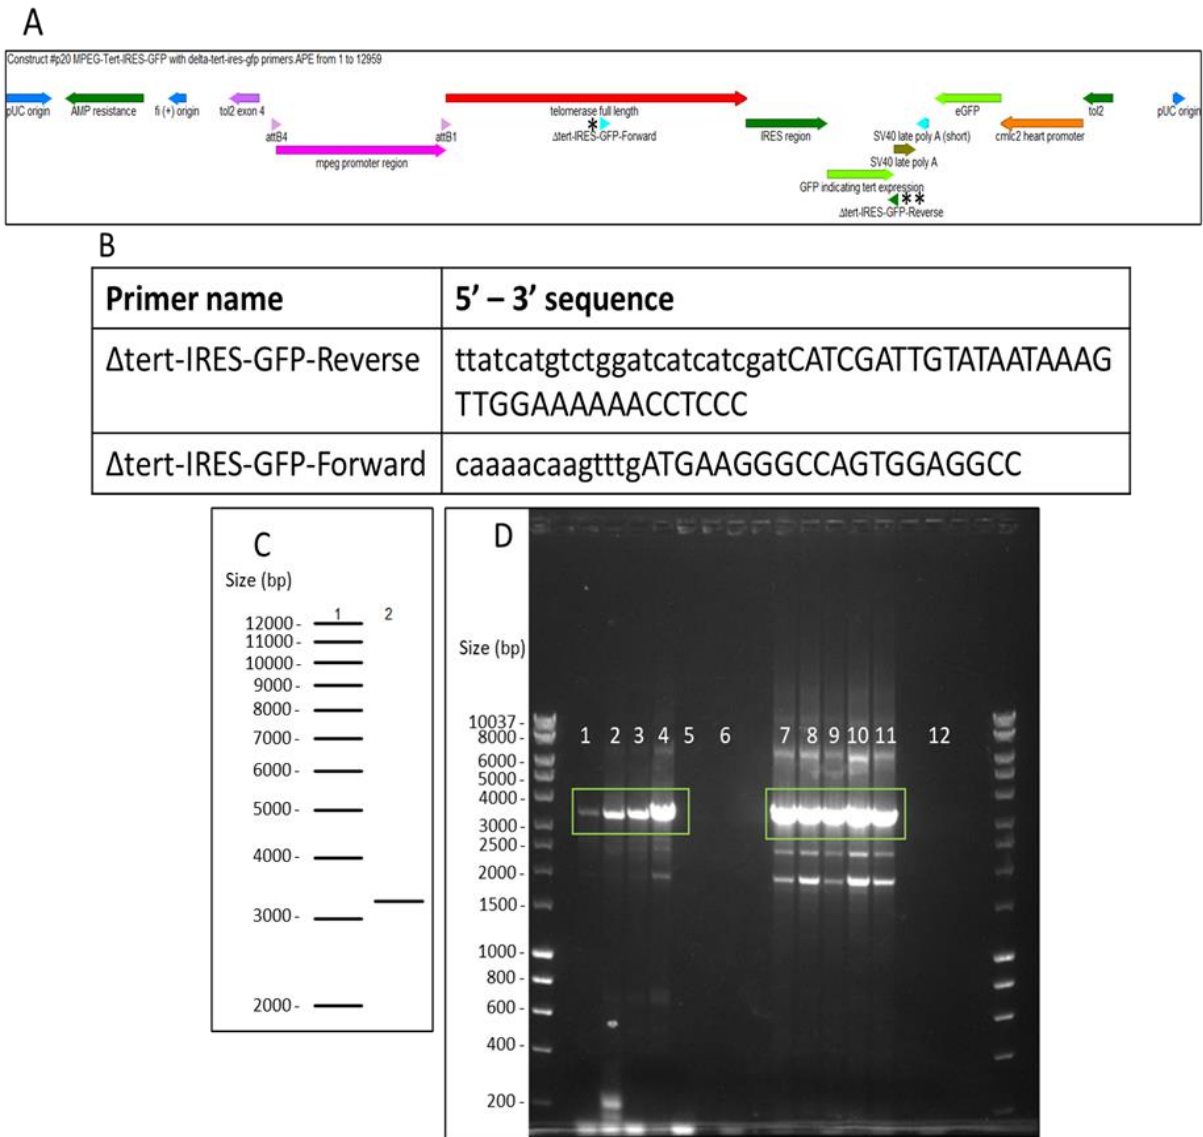 A
Construct #p20 MPEG-Tert-IRES-GFP with delta-tert-ires-gfp primers.APE from 1 to 12959
pUC origin
AMP resistance
fi (+) origin
tol2 exon 4
attB4
mpeg promoter region
attB1
telomerase full length
*
Δtert-IRES-GFP-Forward
IRES region
GFP indicating tert expression
**
Δtert-IRES-GFP-Reverse
SV40 late poly A
SV40 late poly A (short)
eGFP
cmlc2 heart promoter
tol2
pUC origin
B
Primer name 5’ – 3’ sequence
Δtert-IRES-GFP-Reverse ttatcatgtctggatcatcatcgatCATCGATTGTATAATAAAG
TTGGAAAAAACCTCCC
Δtert-IRES-GFP-Forward caaaacaagtttgATGAAGGGCCAGTGGAGGCC
C
Size (bp)
1 2
12000-
11000-
10000-
9000-
8000-
7000-
6000-
5000-
4000-
3000-
2000-
D
Size (bp)
1 2 3 4 5 6 7 8 9 10 11 12
10037-
8000-
6000-
5000-
4000-
3000-
2500-
2000-
1500-
1000-
800-
600-
400-
200-